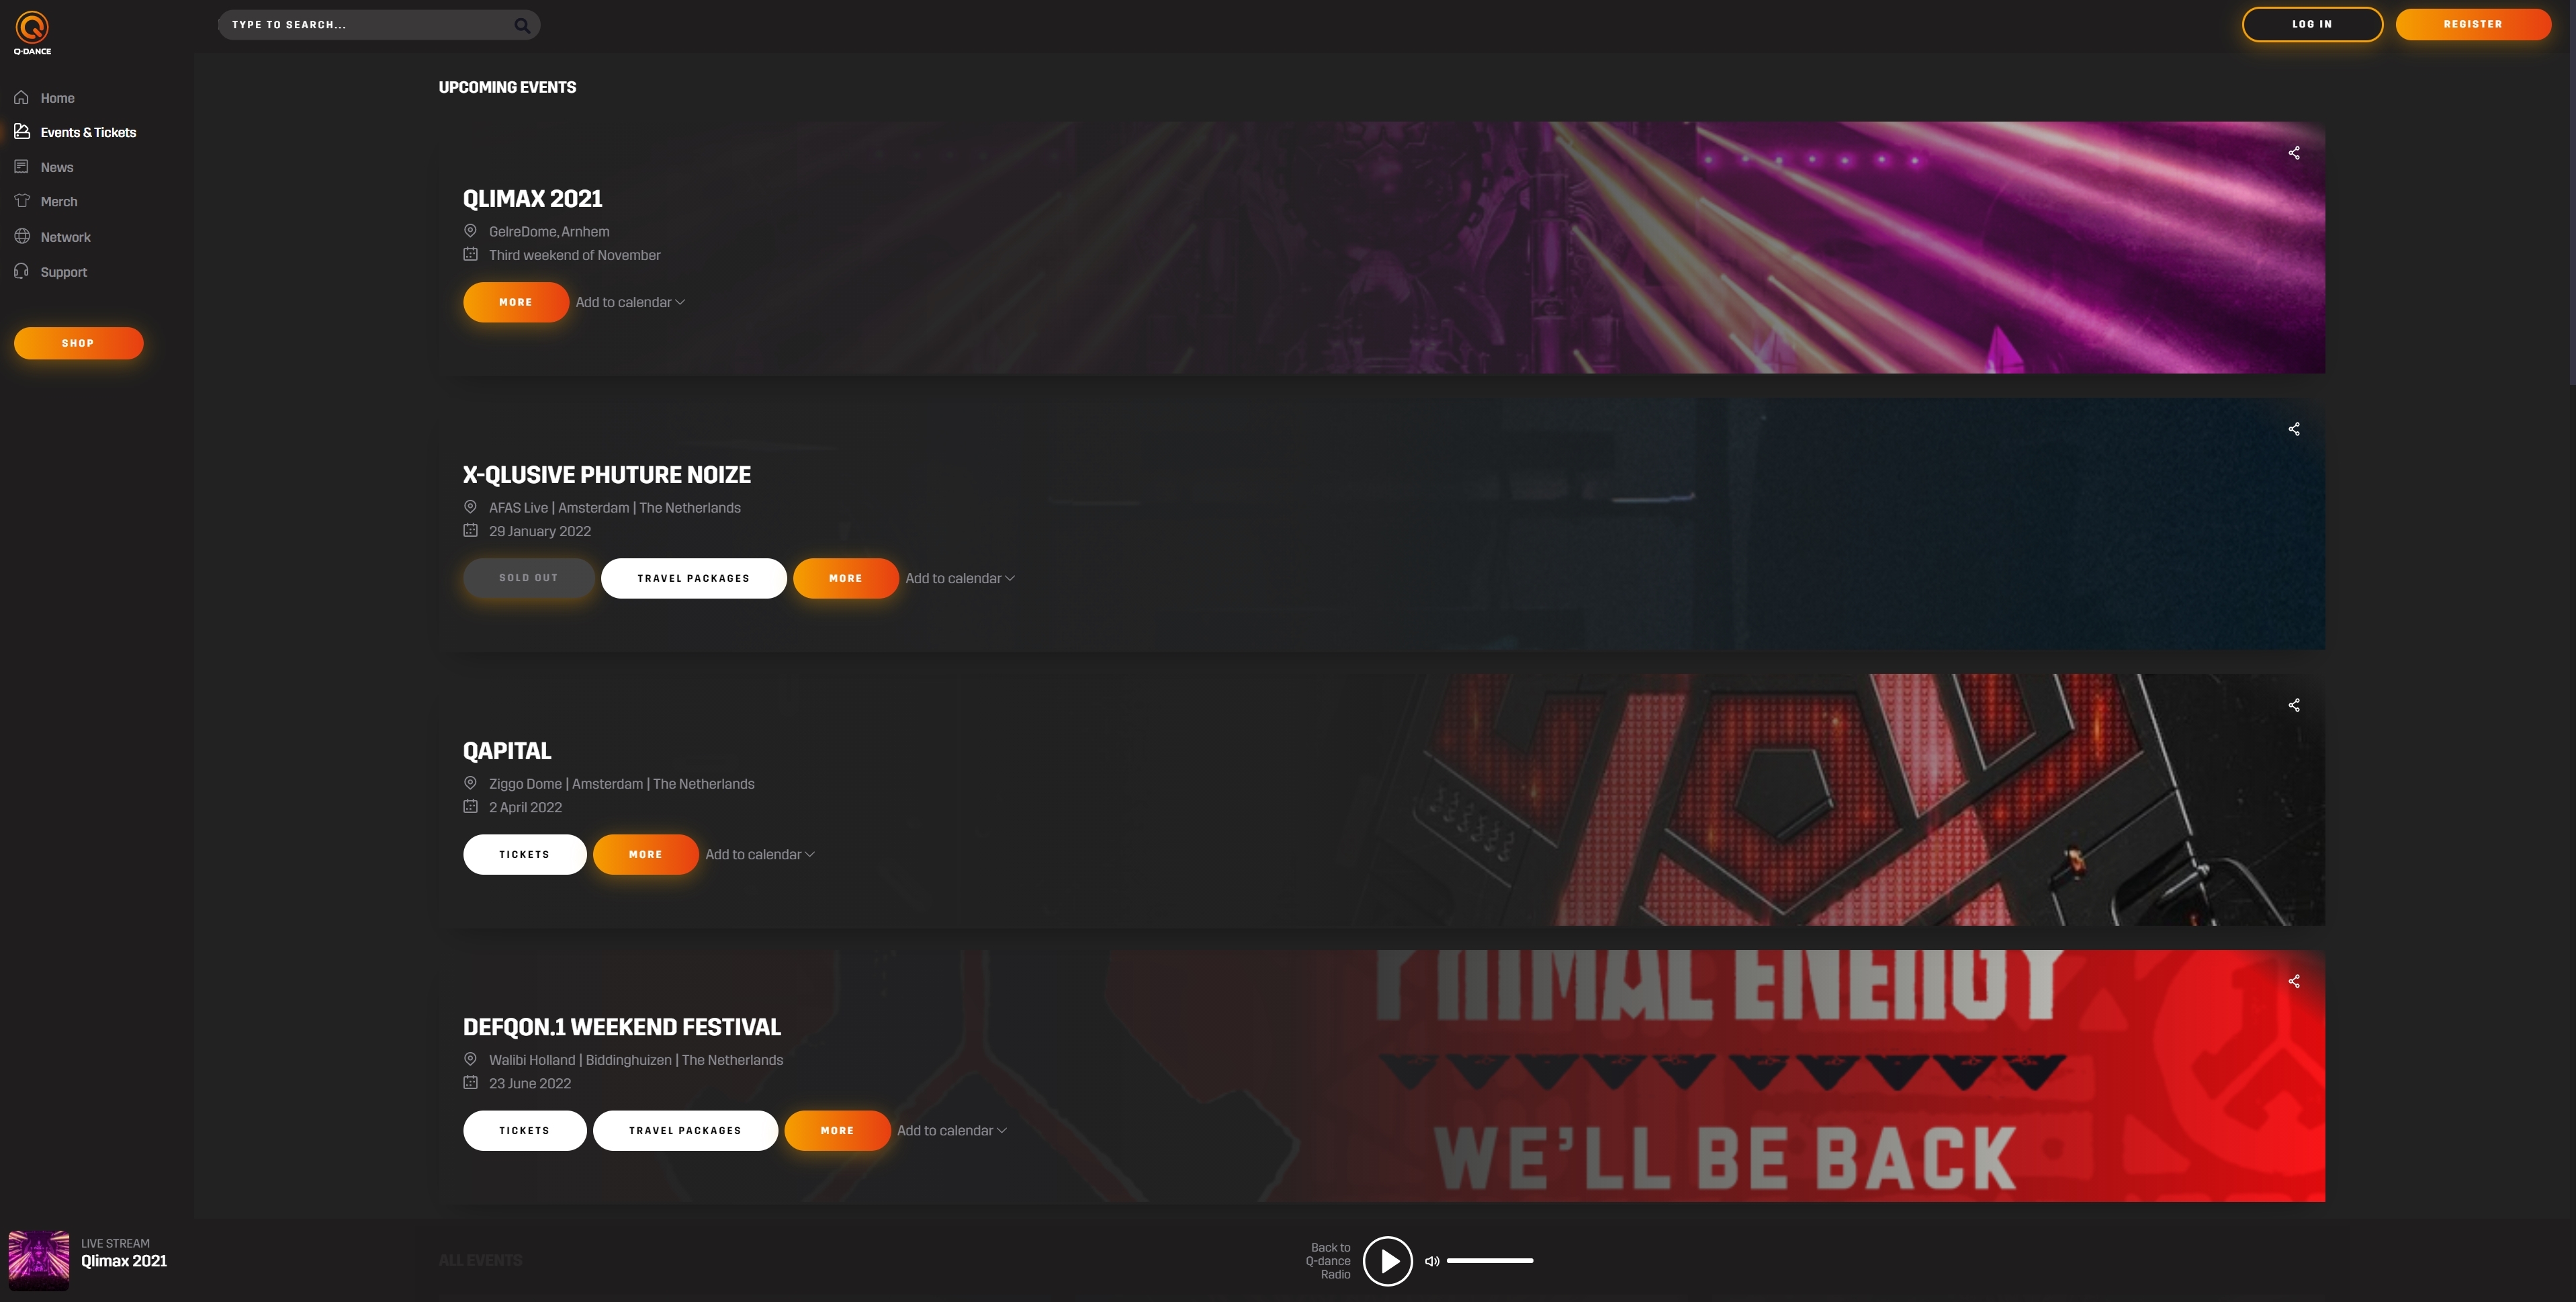 Q-DANCE
TYPE TO SEARCH...
LOG IN
REGISTER
Home
Events & Tickets
News
Merch
Network
Support
SHOP
UPCOMING EVENTS
QLIMAX 2021
GelreDome, Arnhem
Third weekend of November
MORE Add to calendar
X-QLUSIVE PHUTURE NOIZE
AFAS Live | Amsterdam | The Netherlands
29 January 2022
SOLD OUT TRAVEL PACKAGES MORE Add to calendar
QAPITAL
Ziggo Dome | Amsterdam | The Netherlands
2 April 2022
TICKETS MORE Add to calendar
PRIMAL ENERGY
DEFQON.1 WEEKEND FESTIVAL
Walibi Holland | Biddinghuizen | The Netherlands
23 June 2022
TICKETS TRAVEL PACKAGES MORE Add to calendar
WE'LL BE BACK
LIVE STREAM
Qlimax 2021
ALL EVENTS
Back to
Q-dance
Radio